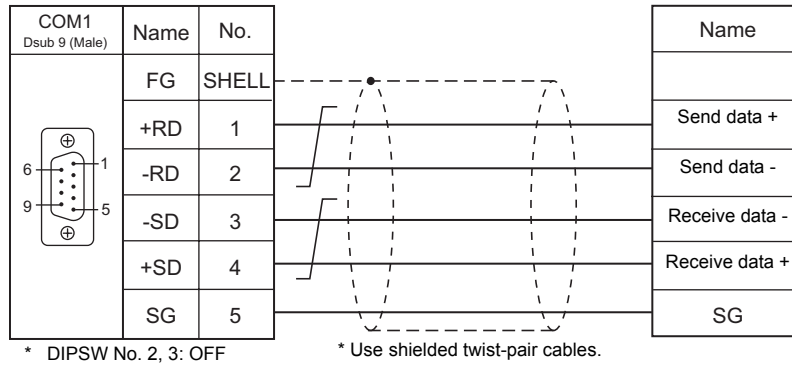 COM1
Dsub 9 (Male)
Name
No.
Name
FG
SHELL
+RD
1
Send data +
-RD
2
Send data -
-SD
3
Receive data -
+SD
4
Receive data +
SG
5
SG
6
1
9
5
* DIPSW No. 2, 3: OFF
* Use shielded twist-pair cables.